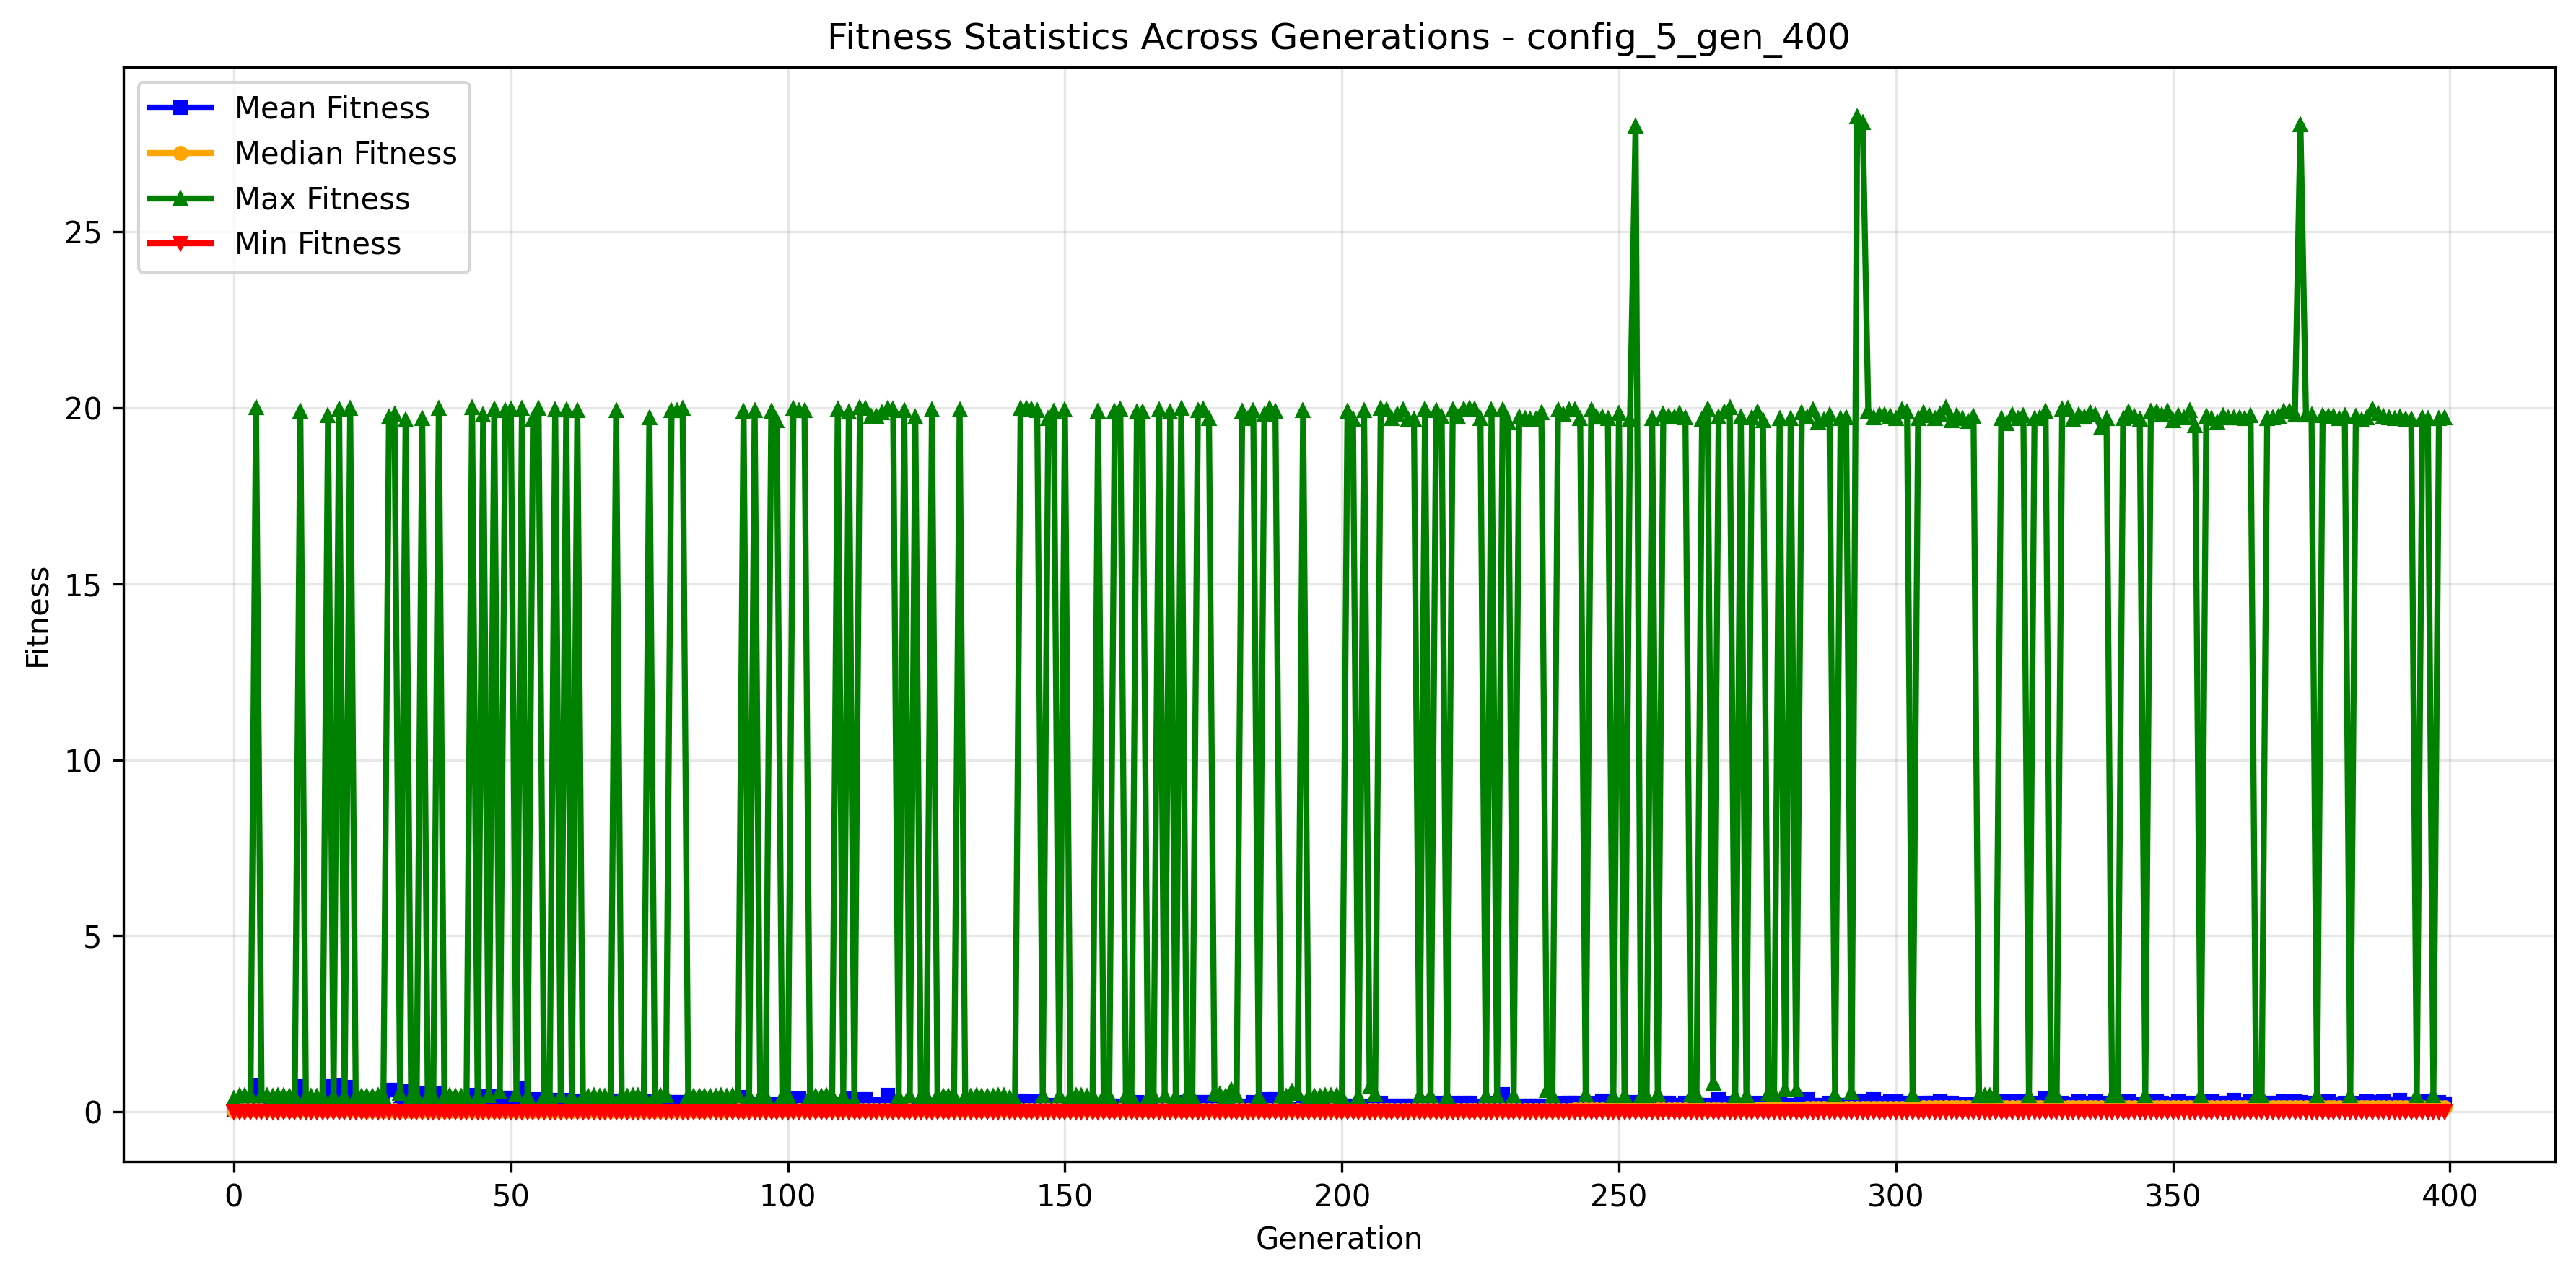 Fitness Statistics Across Generations - config_5_gen_400
Mean Fitness
Median Fitness
Max Fitness
Min Fitness
25
20
15
10
5
0
Fitness
0 50 100 150 200 250 300 350 400
Generation